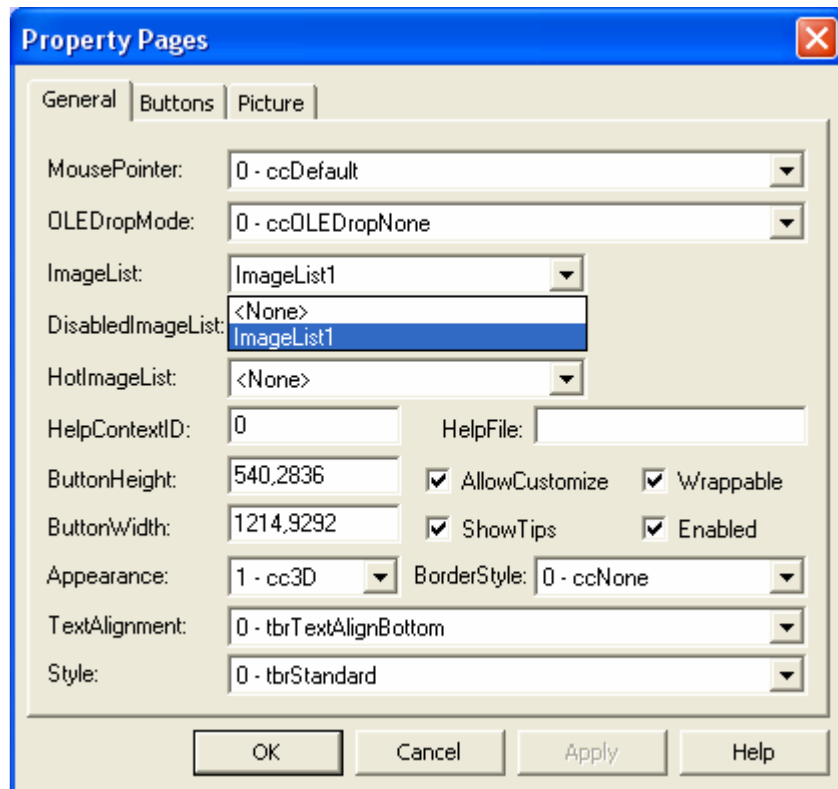 Property Pages
General Buttons Picture
MousePointer: 0 - ccDefault
OLEDropMode: 0 - ccOLEDropNone
ImageList: ImageList1
<None>
DisabledImageList: ImageList1
HotImageList: <None>
HelpContextID: 0 HelpFile:
ButtonHeight: 540,2836 AllowCustomize Wrappable
ButtonWidth: 1214,9292 ShowTips Enabled
Appearance: 1 - cc3D BorderStyle: 0 - ccNone
TextAlignment: 0 - tbrTextAlignBottom
Style: 0 - tbrStandard
OK Cancel Apply Help